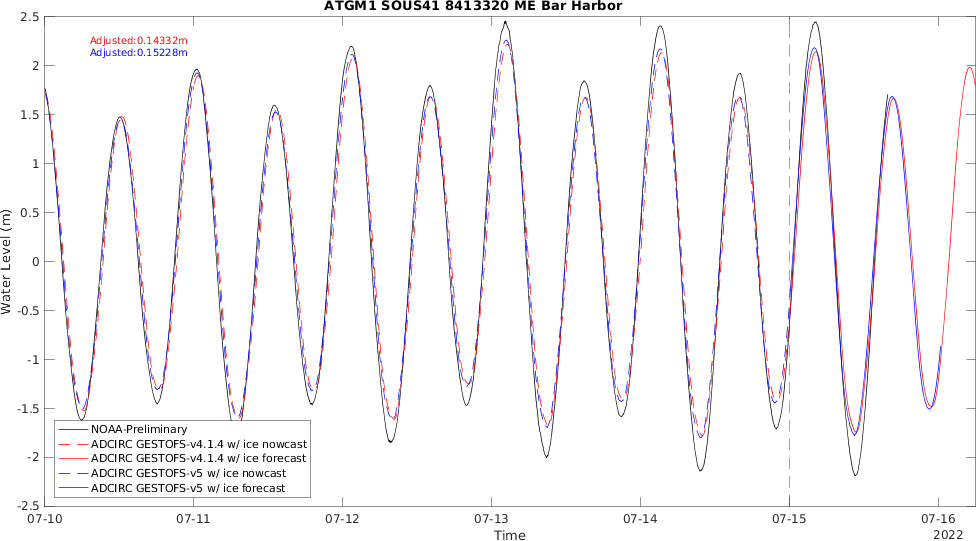 ATGM1 SOUS41 8413320 ME Bar Harbor
Adjusted:0.14332m
Adjusted:0.15228m
Water Level (m)
2.5
2
1.5
1
0.5
0
-0.5
-1
-1.5
-2
-2.5
NOAA-Preliminary
ADCIRC GESTOFS-v4.1.4 w/ ice nowcast
ADCIRC GESTOFS-v4.1.4 w/ ice forecast
ADCIRC GESTOFS-v5 w/ ice nowcast
ADCIRC GESTOFS-v5 w/ ice forecast
07-10 07-11 07-12 07-13 07-14 07-15 07-16
Time
2022